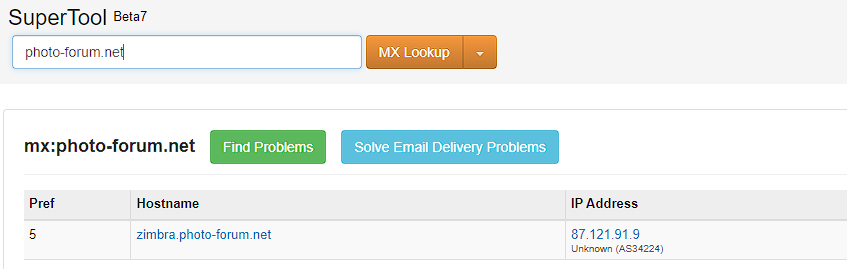 SuperTool Beta7
photo-forum.net MX Lookup
mx:photo-forum.net Find Problems Solve Email Delivery Problems
Pref Hostname IP Address
5 zimbra.photo-forum.net 87.121.91.9
Unknown (AS34224)